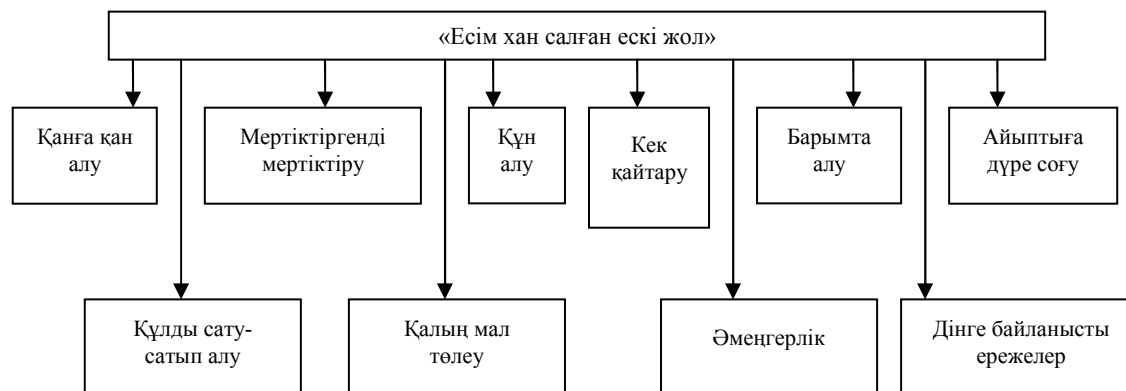 «Есім хан салған ескі жол»
Қанға қан
алу
Мертіктіргенді
мертіктіру
Құн
алу
Кек
қайтару
Барымта
алу
Айыптыға
дүре соғу
Құлды сату-
сатып алу
Қалың мал
төлеу
Әмеңгерлік
Дінге байланысты
ережелер